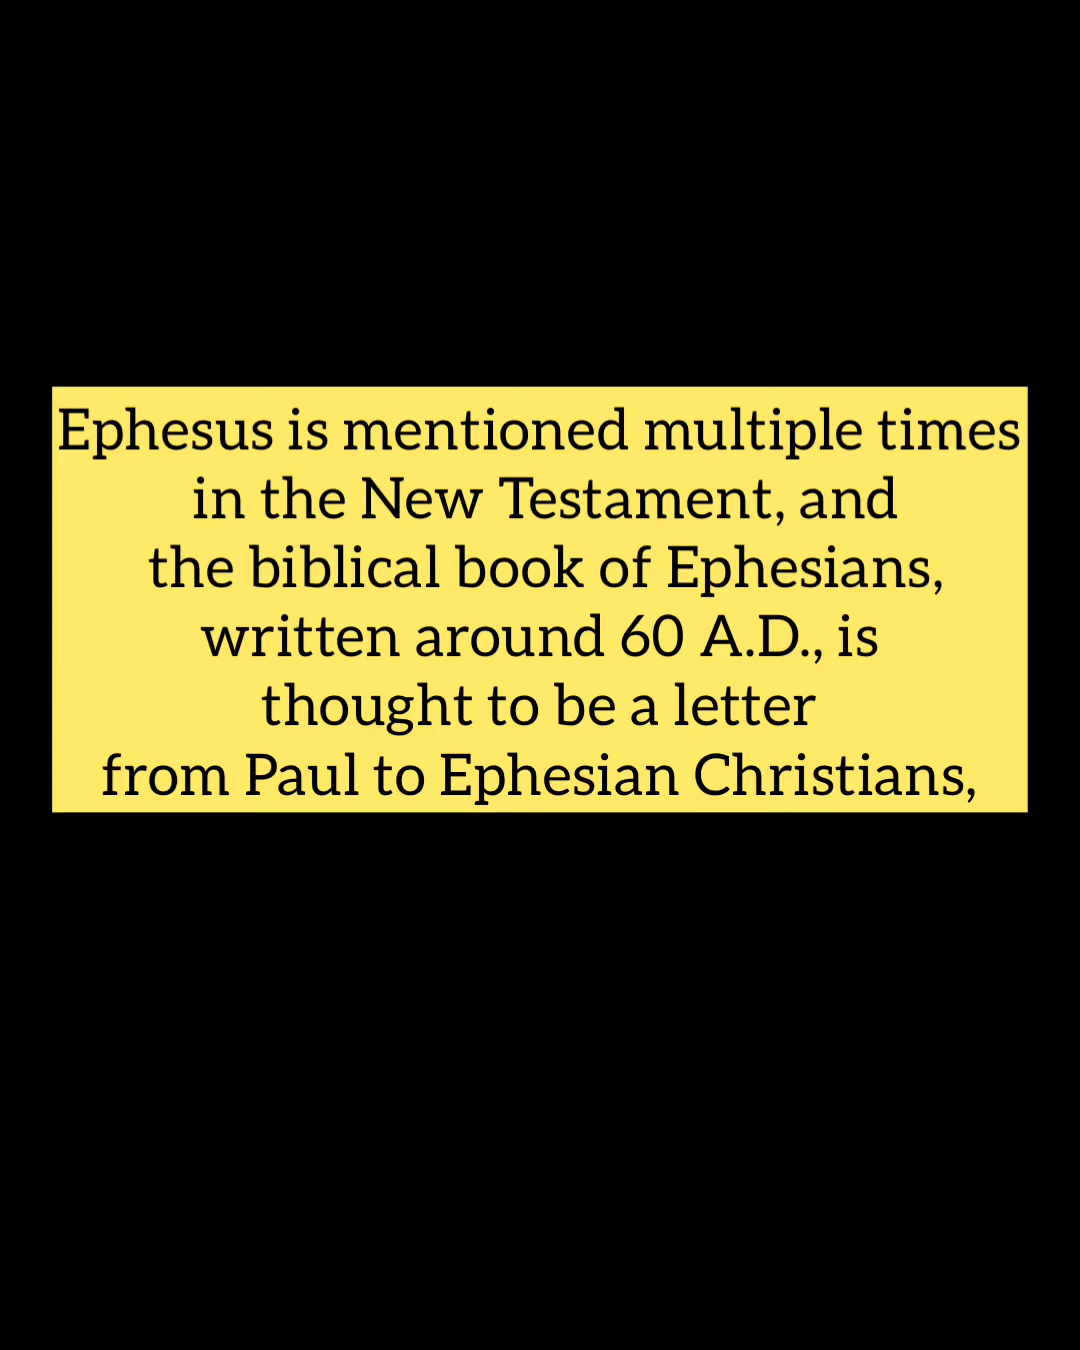 Ephesus is mentioned multiple times
in the New Testament, and
the biblical book of Ephesians,
written around 60 A.D., is
thought to be a letter
from Paul to Ephesian Christians,